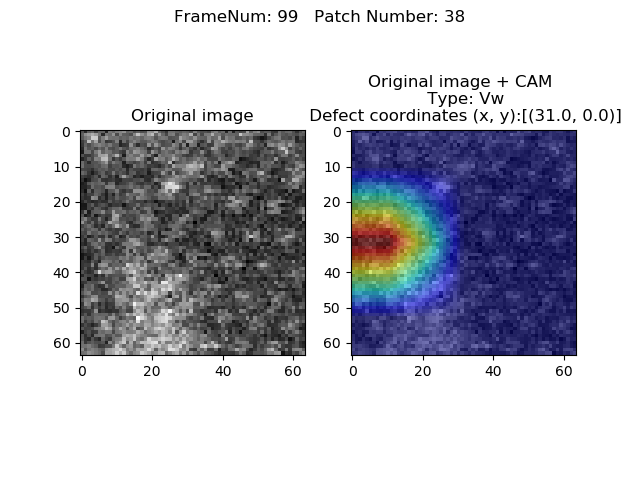 FrameNum: 99   Patch Number: 38
Original image
Original image + CAM
Type: Vw
Defect coordinates (x, y):[(31.0, 0.0)]
0
10
20
30
40
50
60
0 20 40 60
0
10
20
30
40
50
60
0 20 40 60